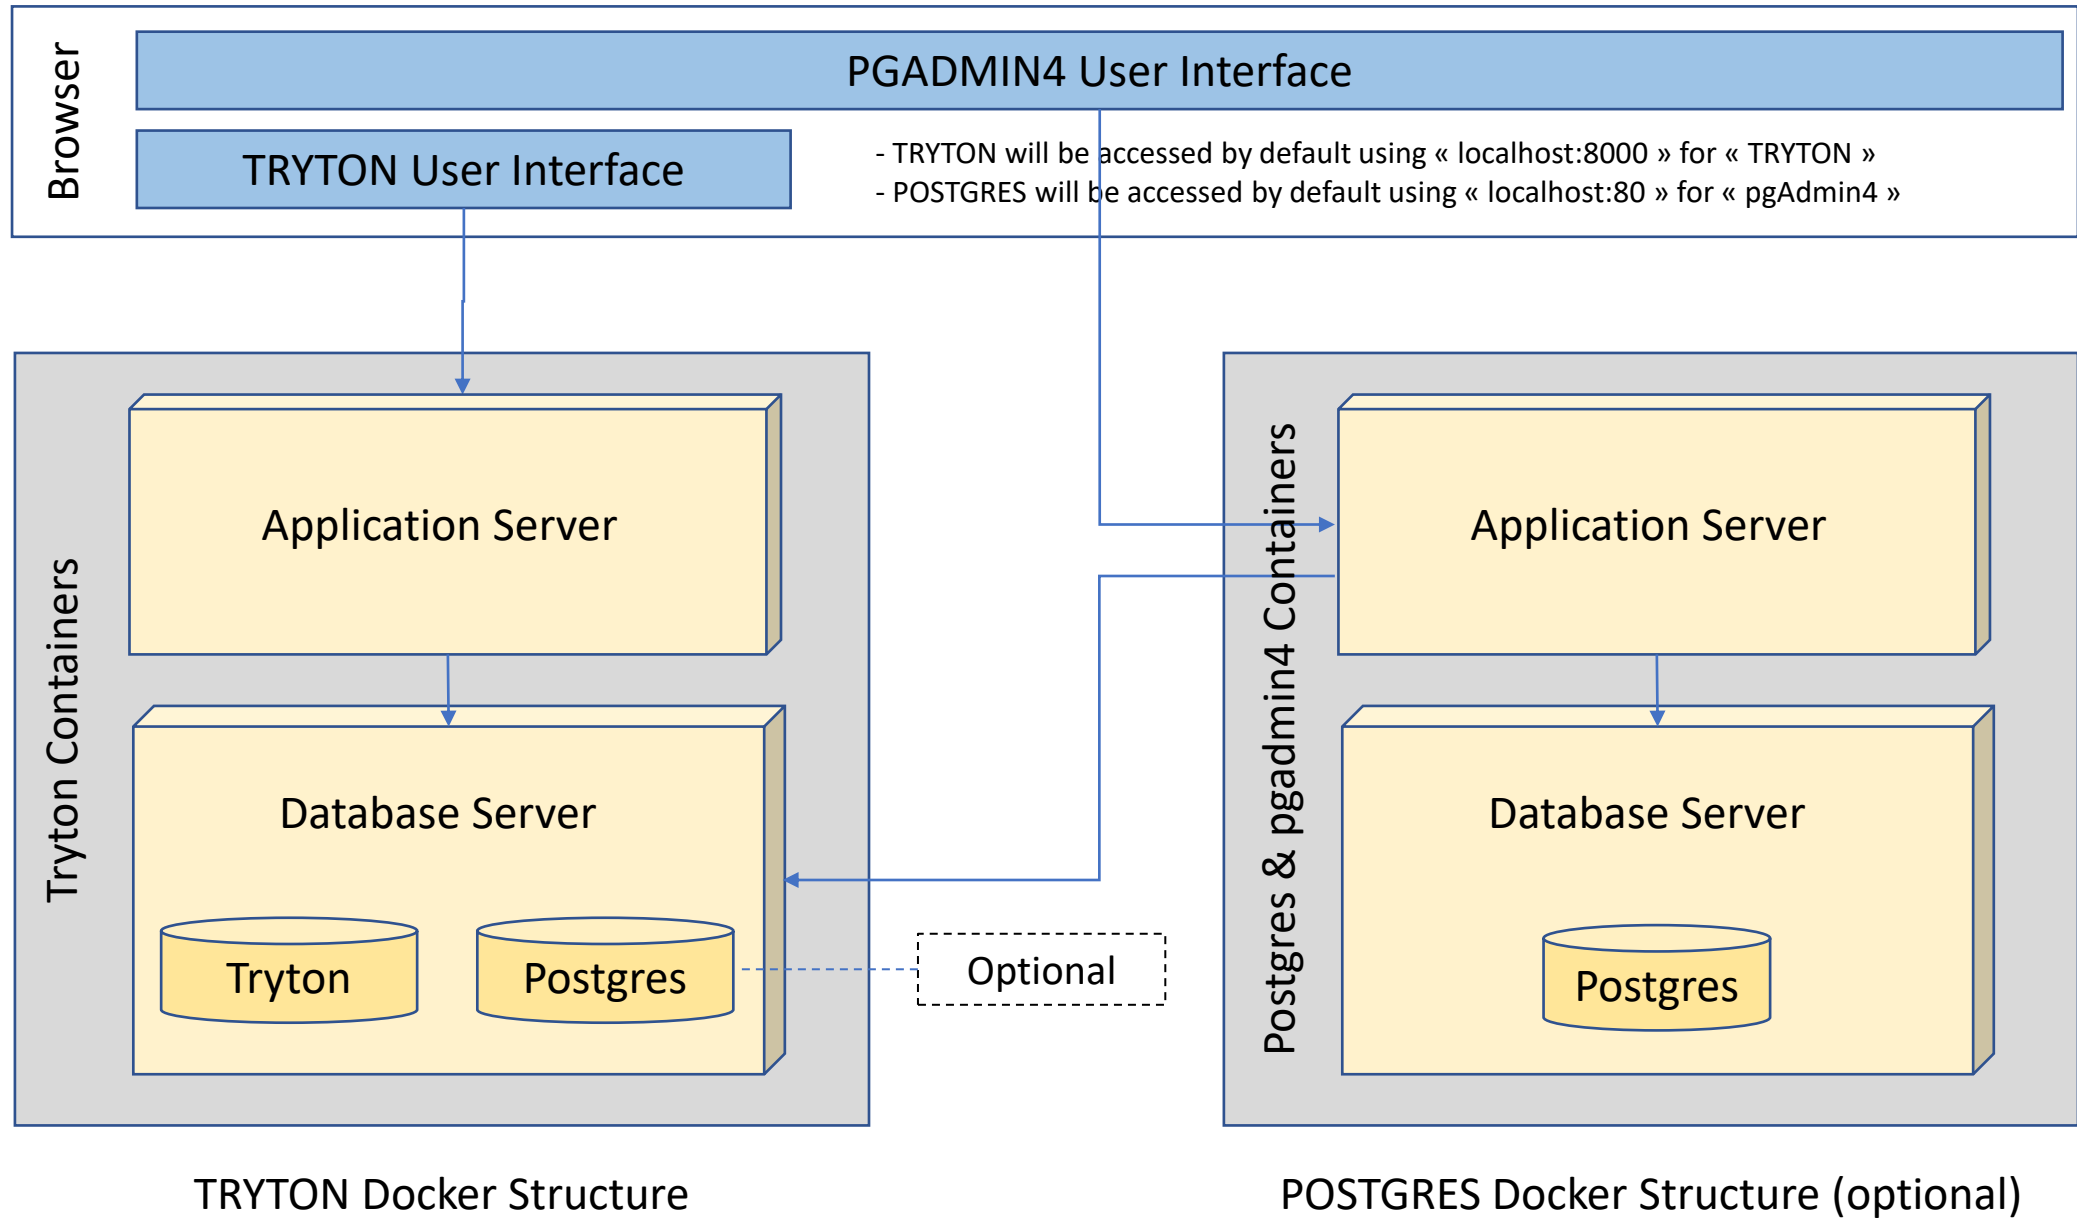 Browser
PGADMIN4 User Interface
TRYTON User Interface
- TRYTON will be accessed by default using « localhost:8000 » for « TRYTON »
- POSTGRES will be accessed by default using « localhost:80 » for « pgAdmin4 »
Tryton Containers
Application Server
Database Server
Tryton
Postgres
Optional
Postgres & pgadmin4 Containers
Application Server
Database Server
Postgres
TRYTON Docker Structure
POSTGRES Docker Structure (optional)